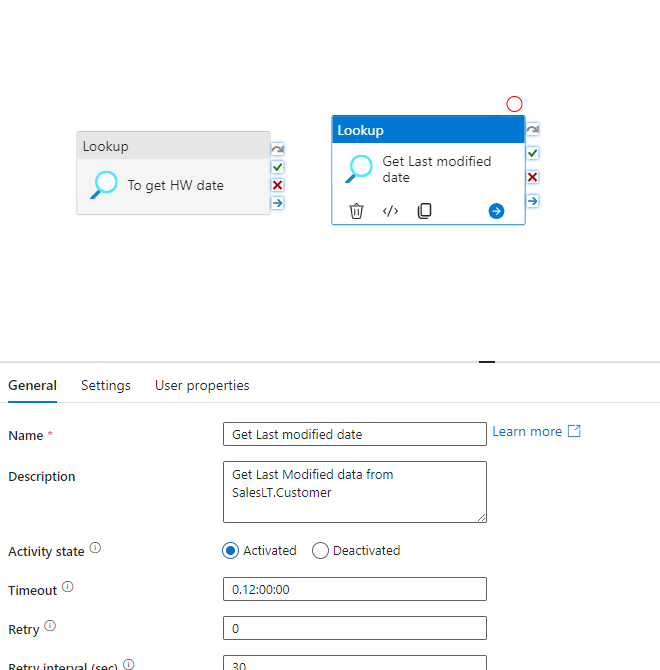 Lookup
To get HW date
Lookup
Get Last modified
date
General
Settings
User properties
Name *
Get Last modified date
Learn more
Description
Get Last Modified data from
SalesLT.Customer
Activity state
Activated
Deactivated
Timeout
0.12:00:00
Retry
0
Retry interval (sec)
30